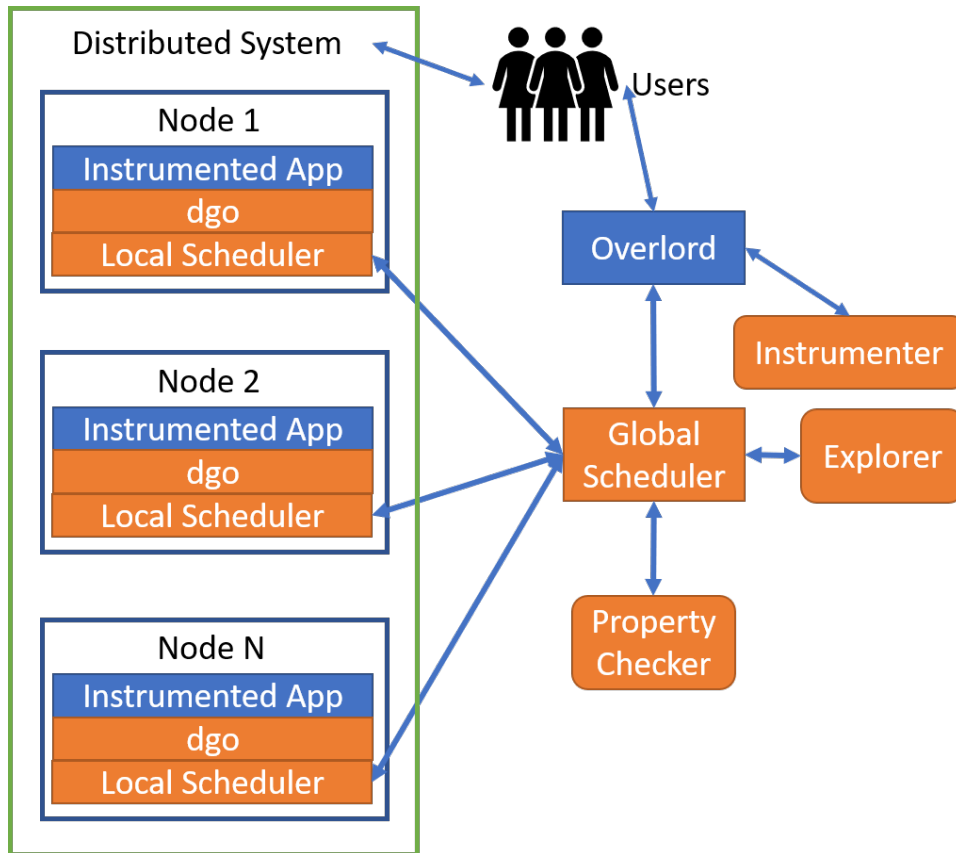 Distributed System
Users
Node 1
Instrumented App
dgo
Local Scheduler
Node 2
Instrumented App
dgo
Local Scheduler
Node N
Instrumented App
dgo
Local Scheduler
Overlord
Instrumenter
Global
Scheduler
Explorer
Property
Checker